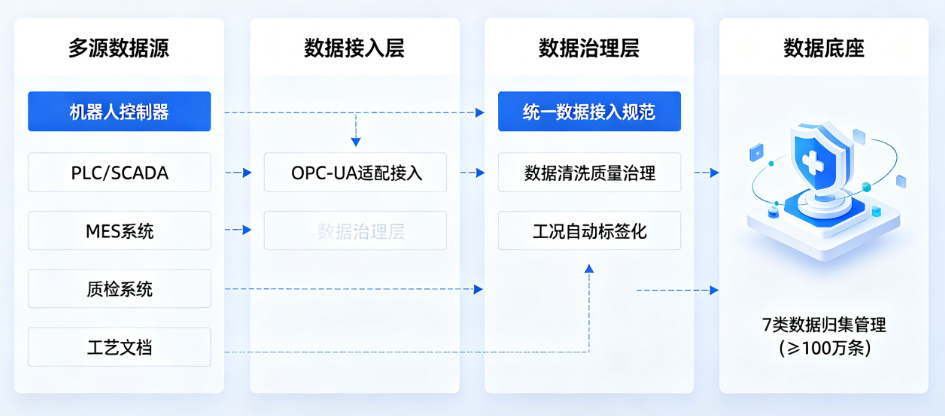 多源数据源
机器人控制器
PLC/SCADA
MES系统
质检系统
工艺文档
数据接入层
OPC-UA适配接入
数据治理层
数据治理层
统一数据接入规范
数据清洗质量治理
工况自动标签化
数据底座
7类数据归集管理
(≥100万条)